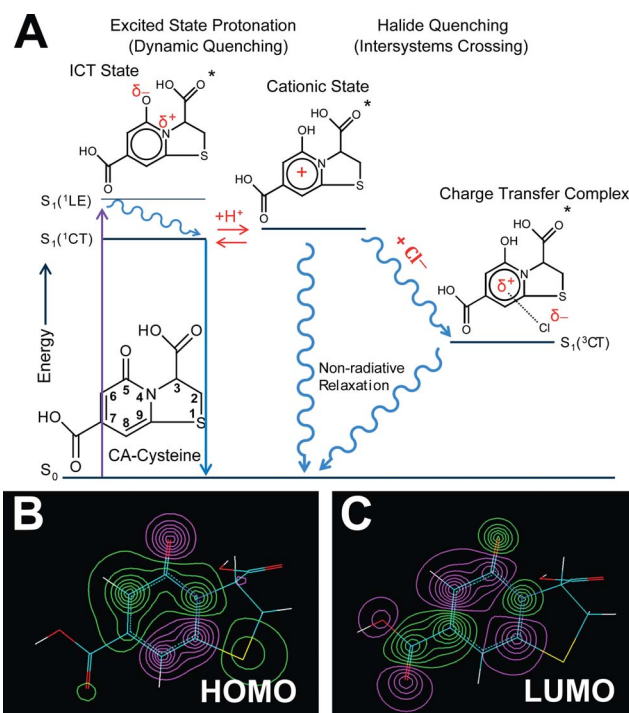 A
Excited State Protonation
(Dynamic Quenching)
Halide Quenching
(Intersystems Crossing)
ICT State
Cationic State
Charge Transfer Complex
O
δ−
HO
O
*
δ+
N
HO
O
S
OH
HO
O
*
N
+
HO
O
S
OH
HO
O
*
N
δ+
HO
O
S
Cl
δ−
S₁(¹LE)
+H⁺
S₁(¹CT)
+ Cl−
S₁(³CT)
Energy
Non-radiative
Relaxation
O
HO
O
5
N
4
3
6
2
7
8
9
1
S
HO
O
CA-Cysteine
S₀
B
HOMO
C
LUMO